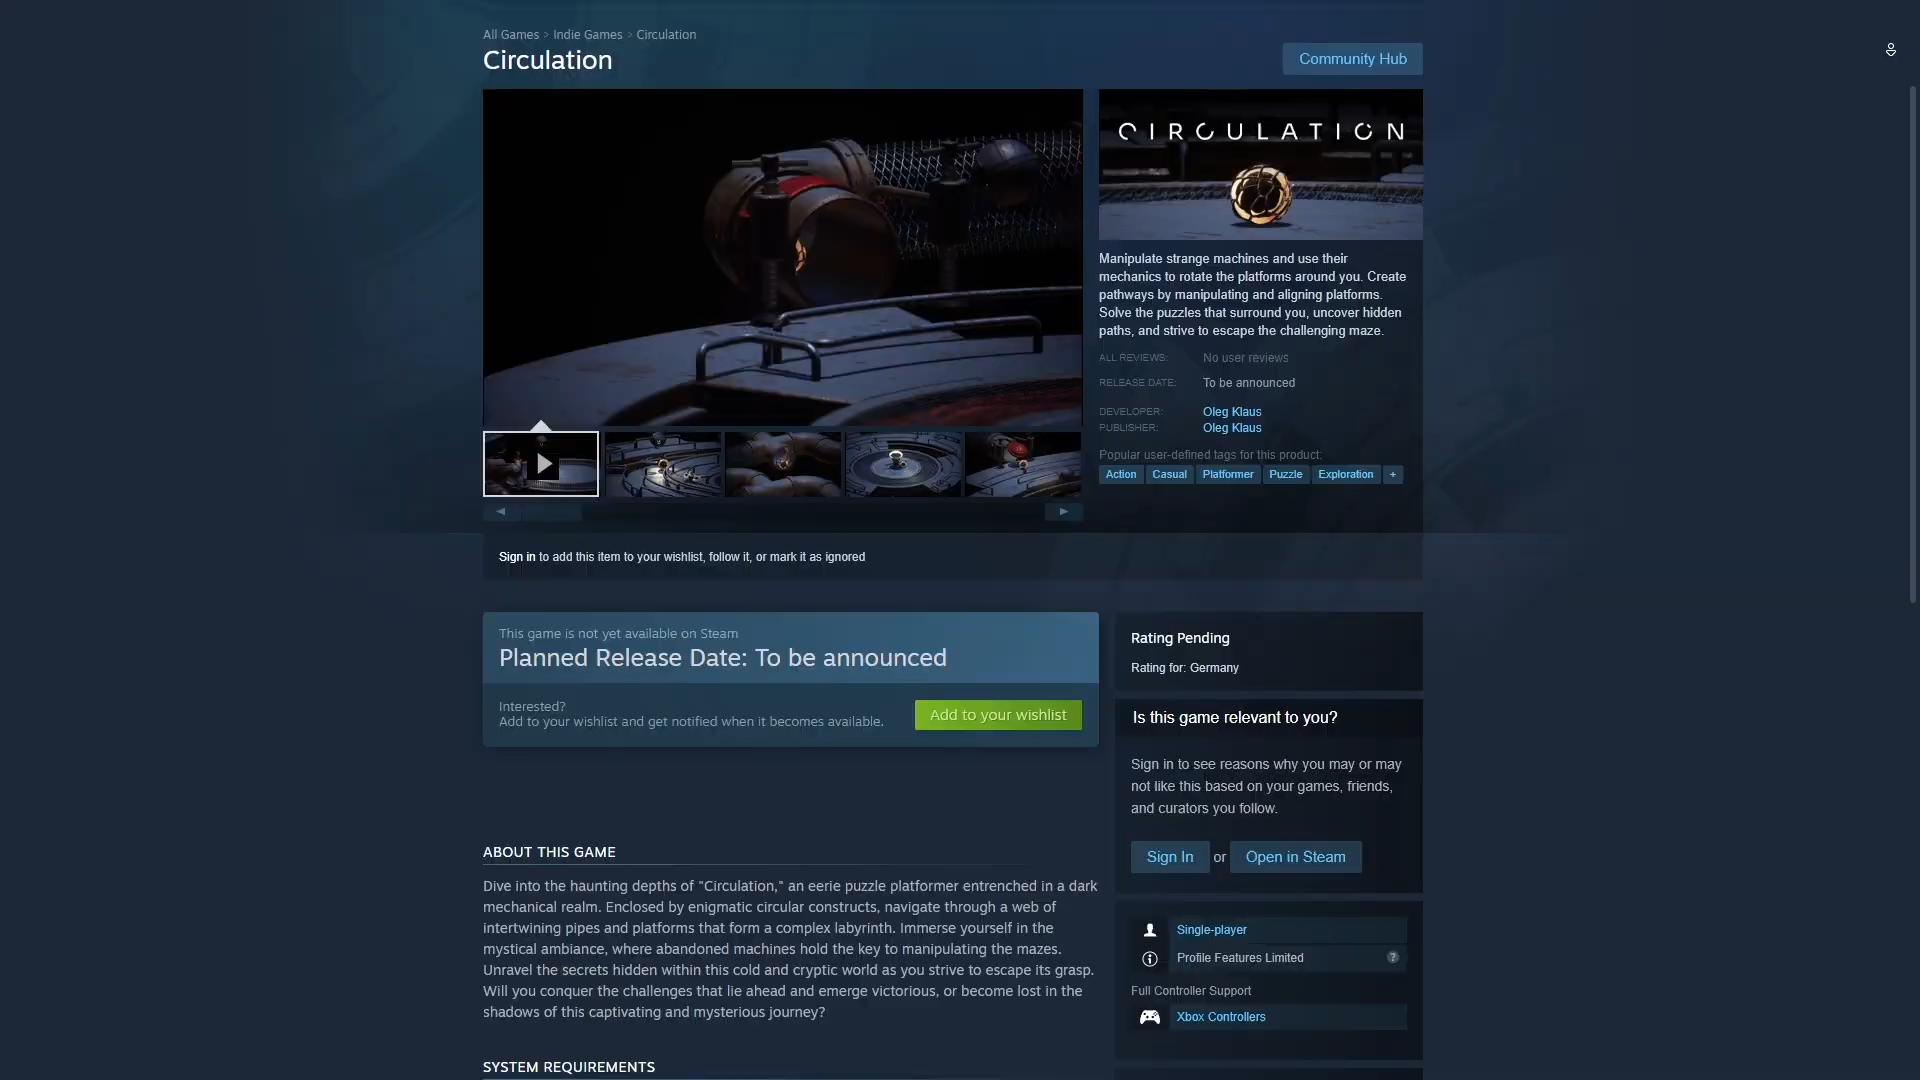 All Games > Indie Games > Circulation
Circulation
Community Hub
CIRCULATION
Manipulate strange machines and use their
mechanics to rotate the platforms around you. Create
pathways by manipulating and aligning platforms.
Solve the puzzles that surround you, uncover hidden
paths, and strive to escape the challenging maze.
ALL REVIEWS: No user reviews
RELEASE DATE: To be announced
DEVELOPER: Oleg Klaus
PUBLISHER: Oleg Klaus
Popular user-defined tags for this product:
Action Casual Platformer Puzzle Exploration +
Sign in to add this item to your wishlist, follow it, or mark it as ignored
This game is not yet available on Steam
Planned Release Date: To be announced
Interested?
Add to your wishlist and get notified when it becomes available.
Add to your wishlist
Rating Pending
Rating for: Germany
Is this game relevant to you?
Sign in to see reasons why you may or may
not like this based on your games, friends,
and curators you follow.
Sign In or Open in Steam
ABOUT THIS GAME
Dive into the haunting depths of "Circulation," an eerie puzzle platformer entrenched in a dark
mechanical realm. Enclosed by enigmatic circular constructs, navigate through a web of
intertwining pipes and platforms that form a complex labyrinth. Immerse yourself in the
mystical ambiance, where abandoned machines hold the key to manipulating the mazes.
Unravel the secrets hidden within this cold and cryptic world as you strive to escape its grasp.
Will you conquer the challenges that lie ahead and emerge victorious, or become lost in the
shadows of this captivating and mysterious journey?
Single-player
Profile Features Limited ?
Full Controller Support
Xbox Controllers
SYSTEM REQUIREMENTS